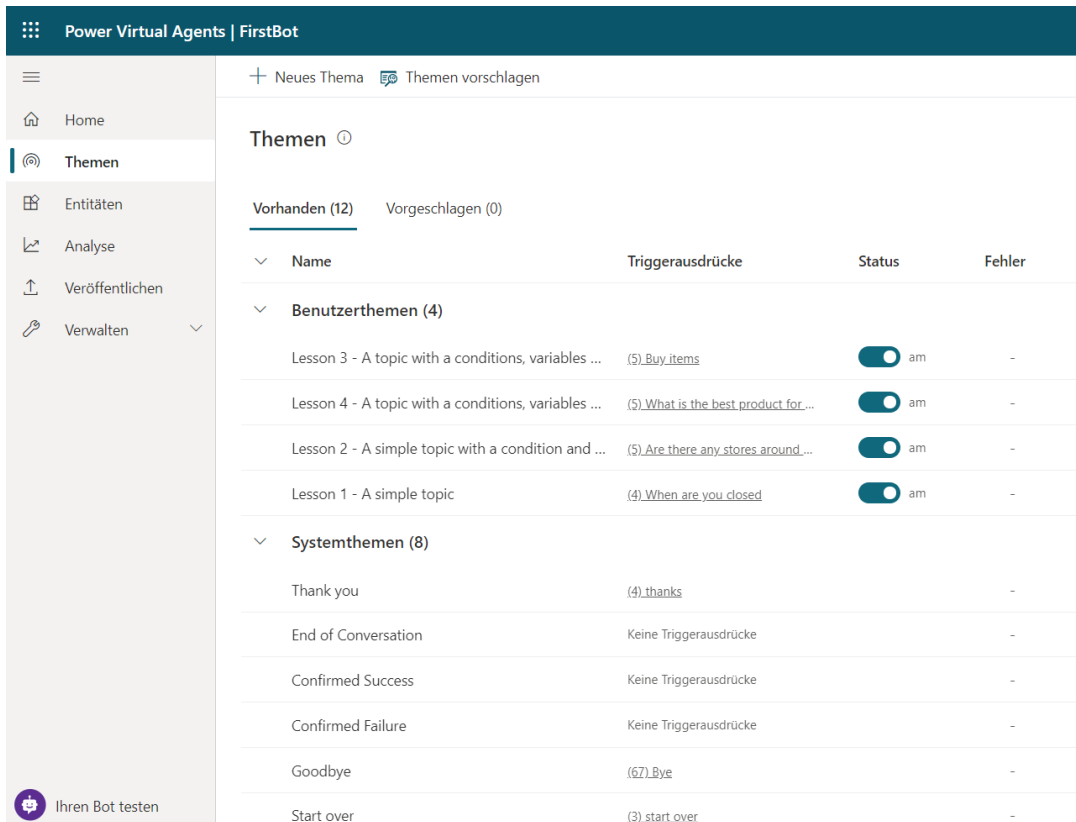 Power Virtual Agents | FirstBot
Neues Thema Themen vorschlagen
Home
Themen
Entitäten
Analyse
Veröffentlichen
Verwalten
Themen
Vorhanden (12) Vorgeschlagen (0)
Name Triggerausdrücke Status Fehler
Benutzerthemen (4)
Lesson 3 - A topic with a conditions, variables ... (5) Buy items am -
Lesson 4 - A topic with a conditions, variables ... (5) What is the best product for ... am -
Lesson 2 - A simple topic with a condition and ... (5) Are there any stores around ... am -
Lesson 1 - A simple topic (4) When are you closed am -
Systemthemen (8)
Thank you (4) thanks -
End of Conversation Keine Triggerausdrücke -
Confirmed Success Keine Triggerausdrücke -
Confirmed Failure Keine Triggerausdrücke -
Goodbye (67) Bye -
Start over (3) start over -
Ihren Bot testen